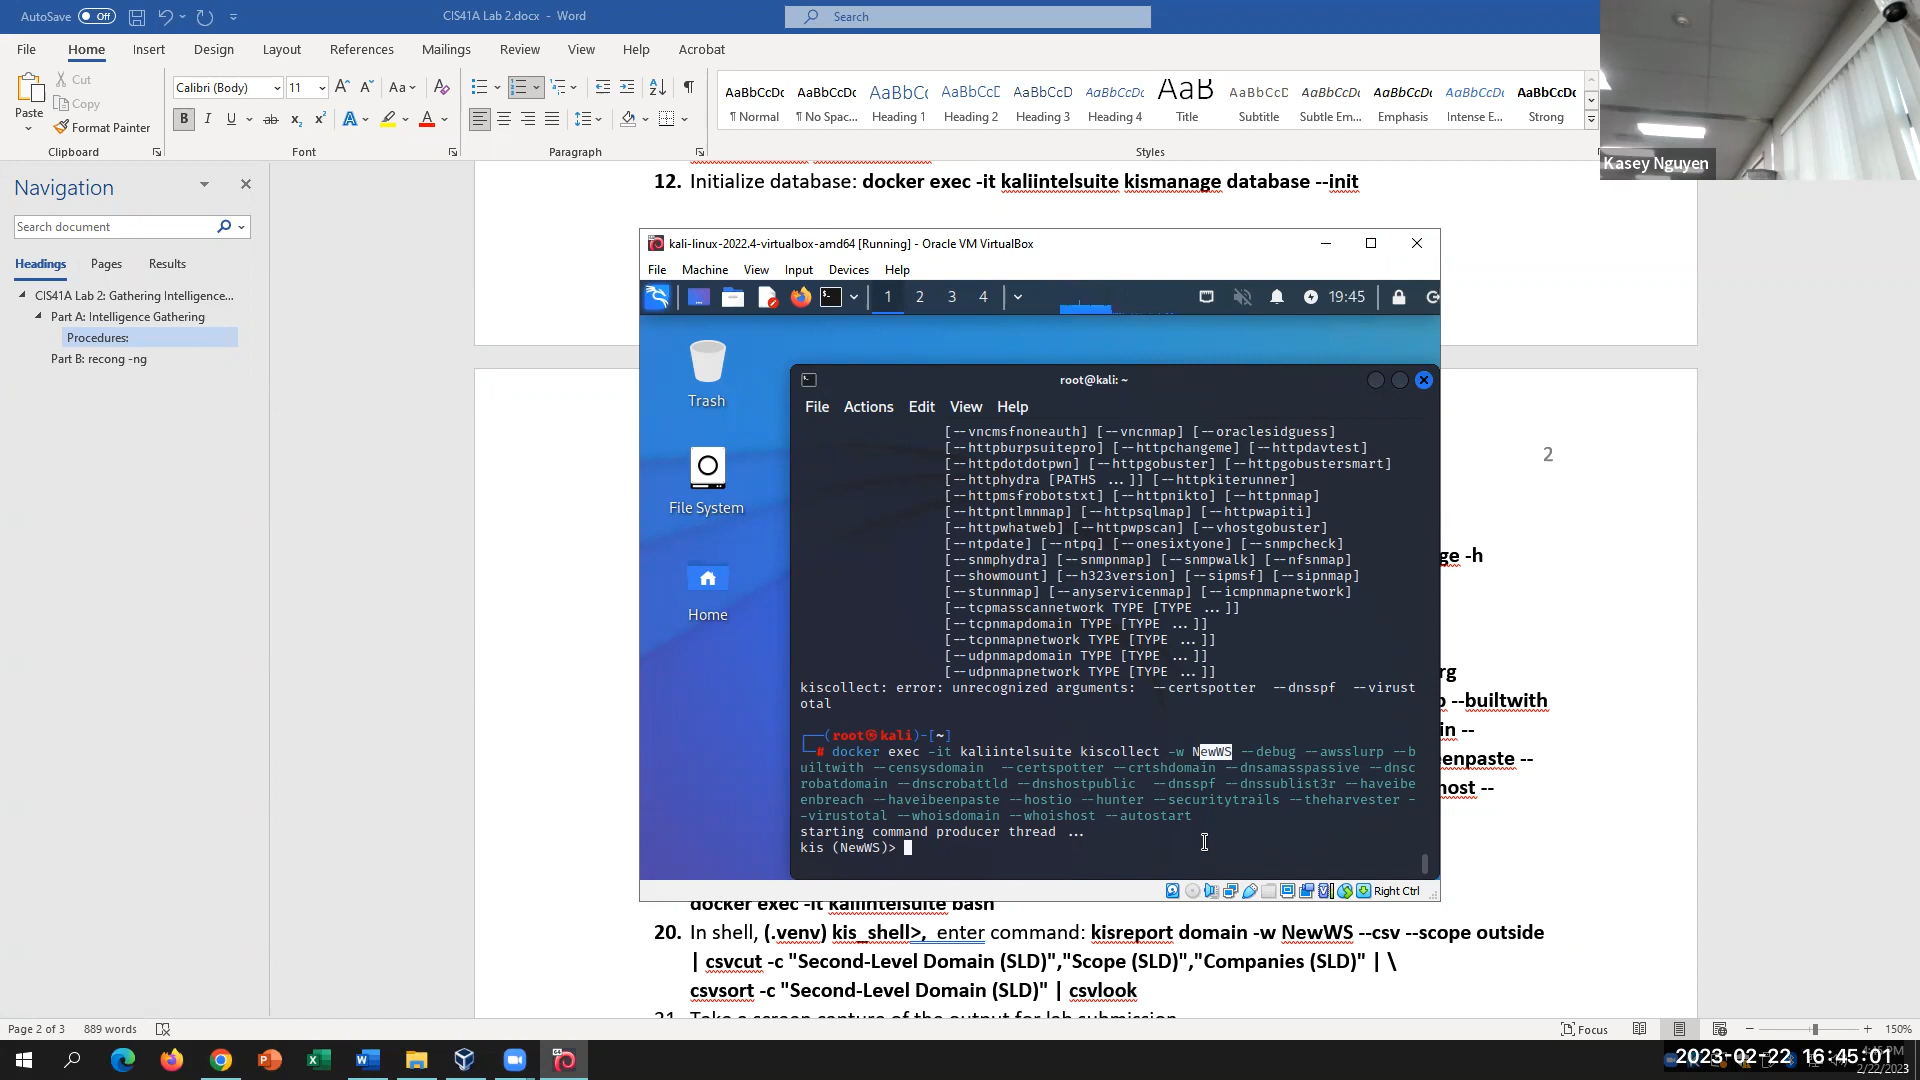 AutoSave Off CIS41A Lab 2.docx - Word Search
File Home Insert Design Layout References Mailings Review View Help Acrobat
Paste Cut Copy Format Painter
Calibri (Body) 11
AaBbCcDc AaBbCcDc AaBbCc AaBbCcD AaBbCcD AaBbCcDc AaB AaBbCcD AaBbCcDc AaBbCcDc AaBbCcDc AaBbCcDc
¶ Normal ¶ No Spac... Heading 1 Heading 2 Heading 3 Heading 4 Title Subtitle Subtle Em... Emphasis Intense E... Strong
Clipboard Font Paragraph Styles
Kasey Nguyen
Navigation
Search document
Headings Pages Results
CIS41A Lab 2: Gathering Intelligence...
Part A: Intelligence Gathering
Procedures:
Part B: recong -ng
12. Initialize database: docker exec -it kaliintelsuite kismanage database --init
kali-linux-2022.4-virtualbox-amd64 [Running] - Oracle VM VirtualBox
File Machine View Input Devices Help
1 2 3 4 19:45
Trash
File System
Home
root@kali: ~
File Actions Edit View Help
[--vncmsfnoneauth] [--vncnmap] [--oraclesidguess]
[--httpburpsuitepro] [--httpchangeme] [--httpdavtest]
[--httpdotdotpwn] [--httpgobuster] [--httpgobustersmart]
[--httphydra [PATHS ...]] [--httpkiterunner]
[--httpmsfrobotstxt] [--httpnikto] [--httpnmap]
[--httpntlmnmap] [--httpsqlmap] [--httpwapiti]
[--httpwhatweb] [--httpwpscan] [--vhostgobuster]
[--ntpdate] [--ntpq] [--onesixtyone] [--snmpcheck]
[--snmphydra] [--snmpnmap] [--snmpwalk] [--nfsnmap]
[--showmount] [--h323version] [--sipmsf] [--sipnmap]
[--stunnmap] [--anyservicenmap] [--icmpnmapnetwork]
[--tcpmasscannetwork TYPE [TYPE ...]]
[--tcpnmapdomain TYPE [TYPE ...]]
[--tcpnmapnetwork TYPE [TYPE ...]]
[--udpnmapdomain TYPE [TYPE ...]]
[--udpnmapnetwork TYPE [TYPE ...]]
kiscollect: error: unrecognized arguments: --certspotter --dnsspf --virust
otal
(root㉿kali)-[~]
# docker exec -it kaliintelsuite kiscollect -w NewWS --debug --awsslurp --b
uiltwith --censysdomain --certspotter --crtshdomain --dnsamasspassive --dnsc
robatdomain --dnscrobattld --dnshostpublic --dnsspf --dnssublist3r --haveibe
enbreach --haveibeenpaste --hostio --hunter --securitytrails --theharvester -
-virustotal --whoisdomain --whoishost --autostart
starting command producer thread ...
kis (NewWS)>
Right Ctrl
2
ge -h
rg
p --builtwith
in --
enpaste --
host --
docker exec -it kaliintelsuite bash
20. In shell, (.venv) kis_shell>, enter command: kisreport domain -w NewWS --csv --scope outside
| csvcut -c "Second-Level Domain (SLD)","Scope (SLD)","Companies (SLD)" | \
csvsort -c "Second-Level Domain (SLD)" | csvlook
21. Take a screen capture of the output for lab submission
Page 2 of 3 889 words Focus 150%
2023-02-22 16:45:01
2/22/2023